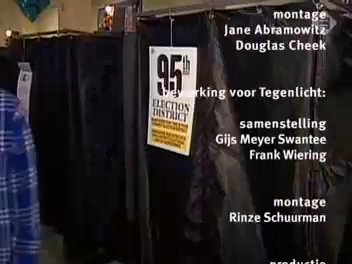 montage
Jane Abramowitz
Douglas Cheek
bewerking voor Tegenlicht:
samenstelling
Gijs Meyer Swantee
Frank Wiering
montage
Rinze Schuurman
productie
95th
ELECTION
DISTRICT